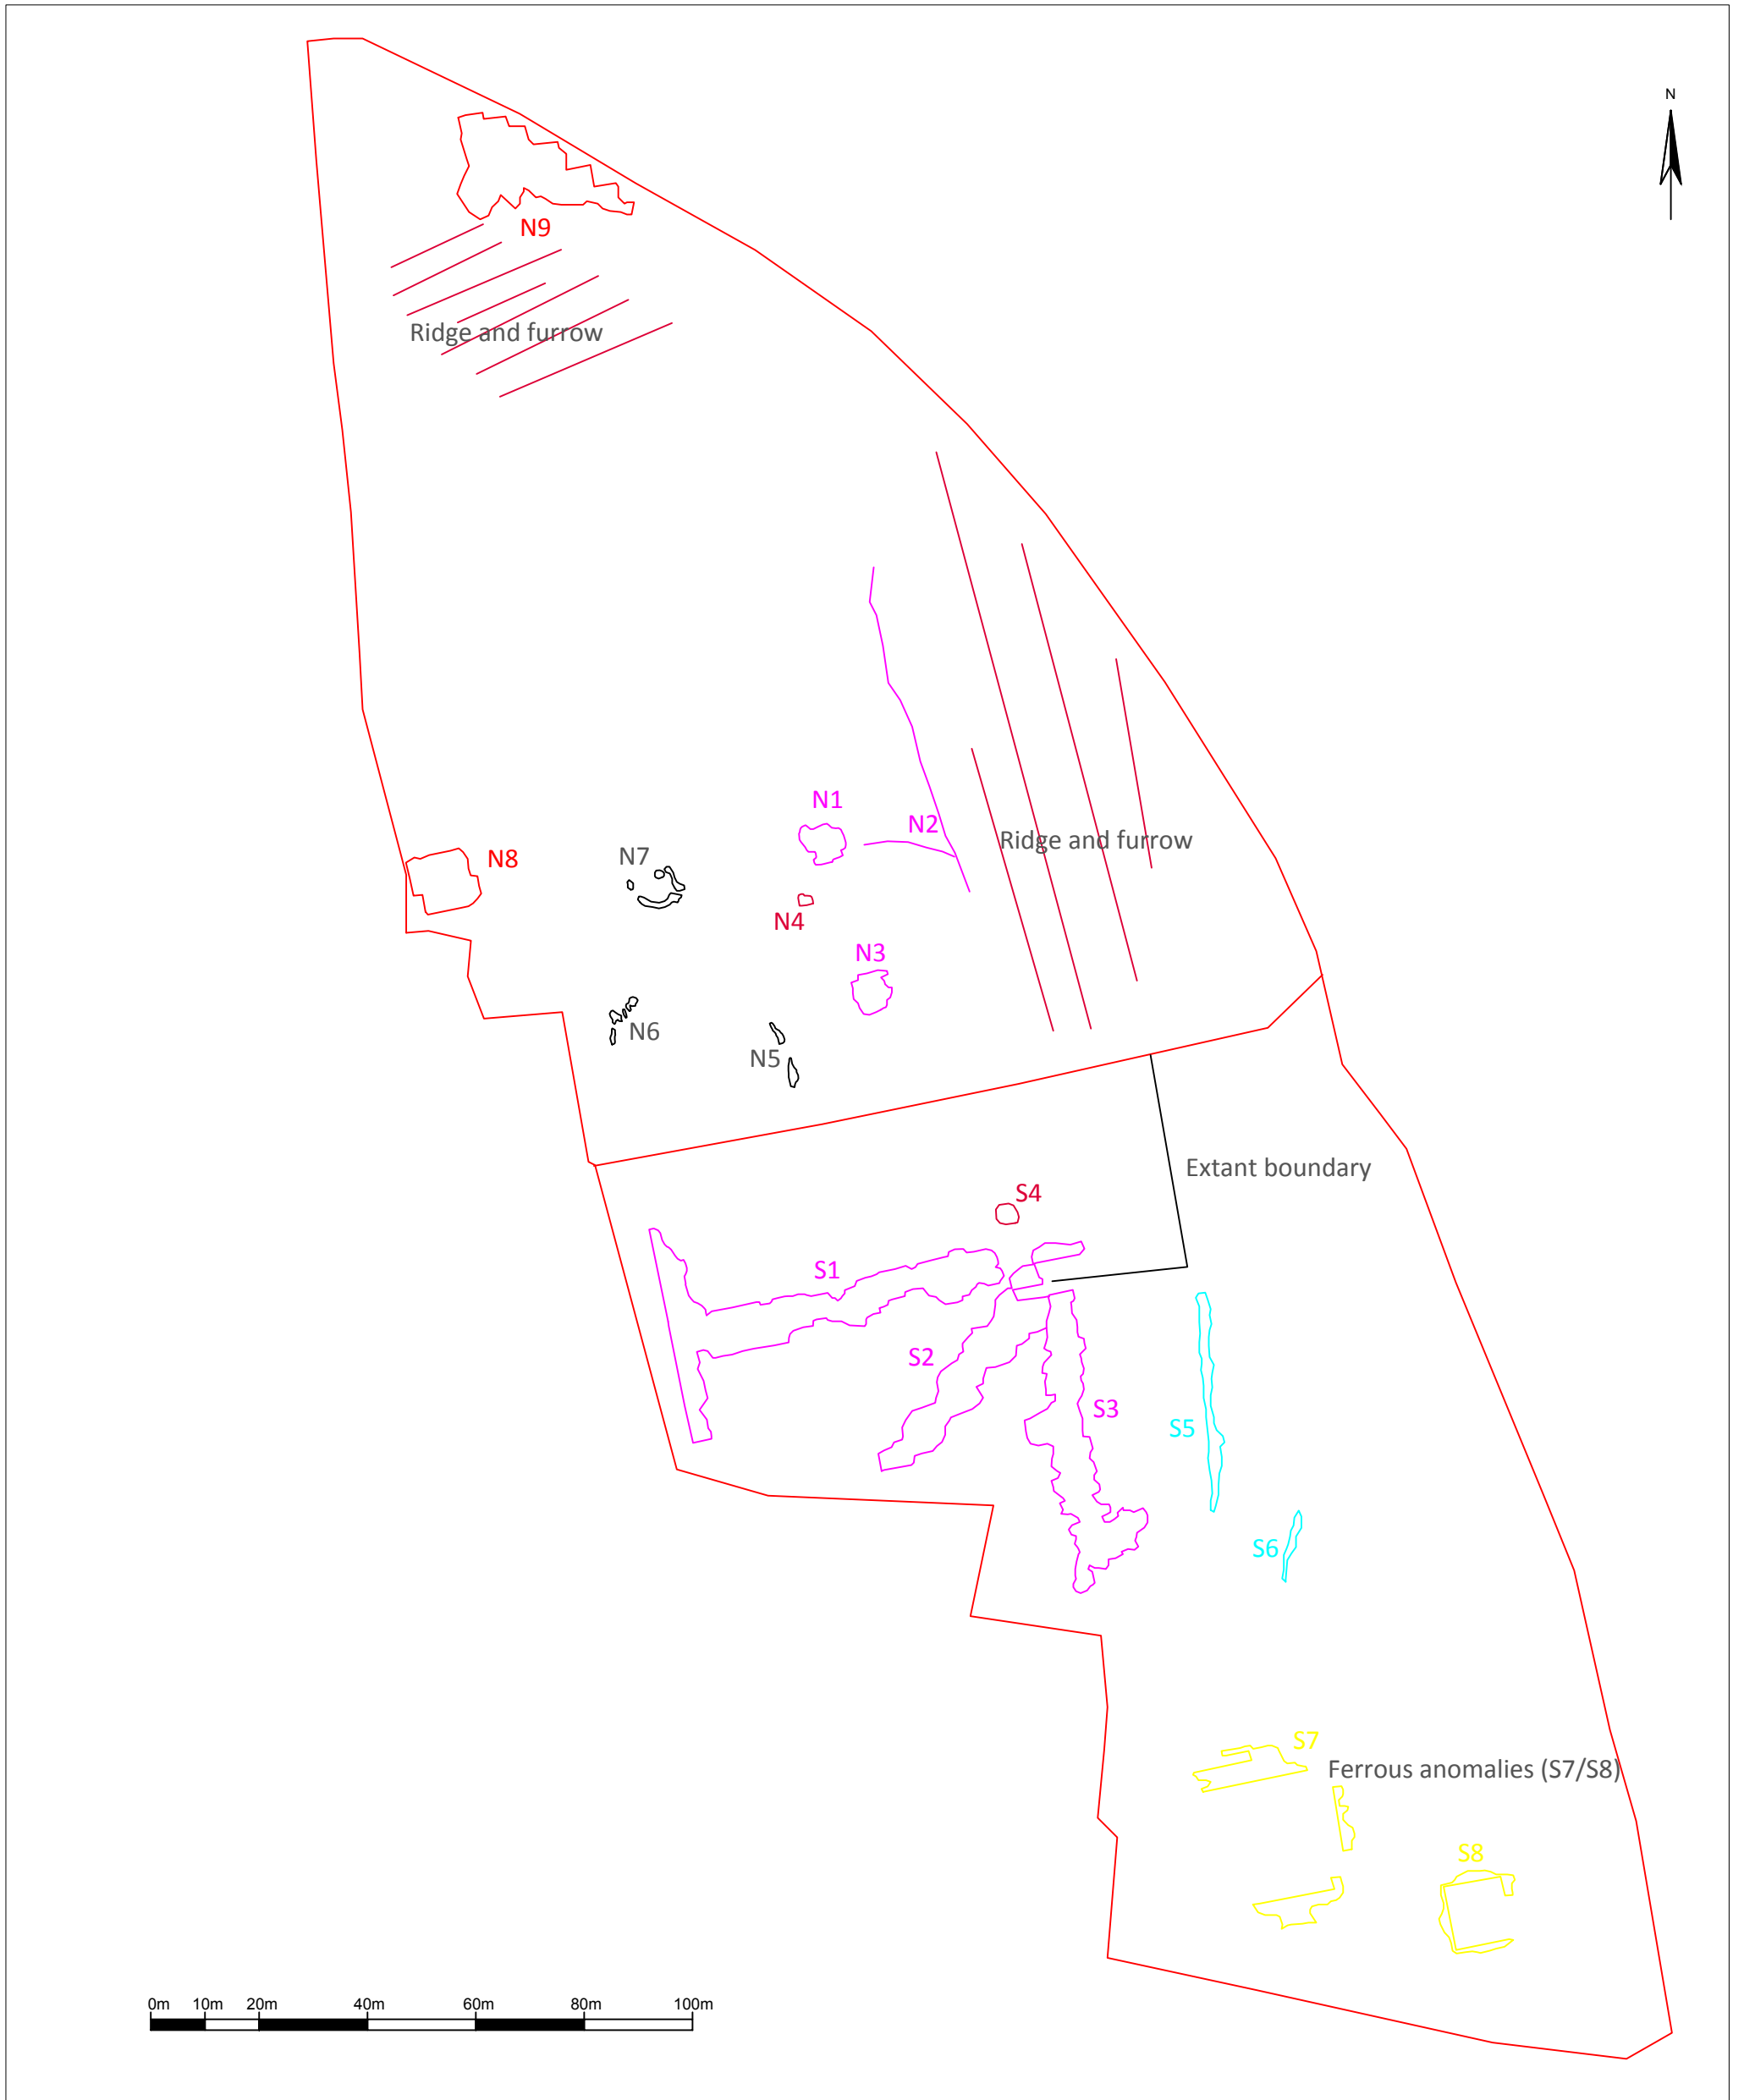 N
N9
Ridge and furrow
N1
N2
Ridge and furrow
N7
N8
N4
N3
N6
N5
Extant boundary
S4
S1
S2
S3
S5
S6
S7
Ferrous anomalies (S7/S8)
S8
0m 10m 20m 40m 60m 80m 100m